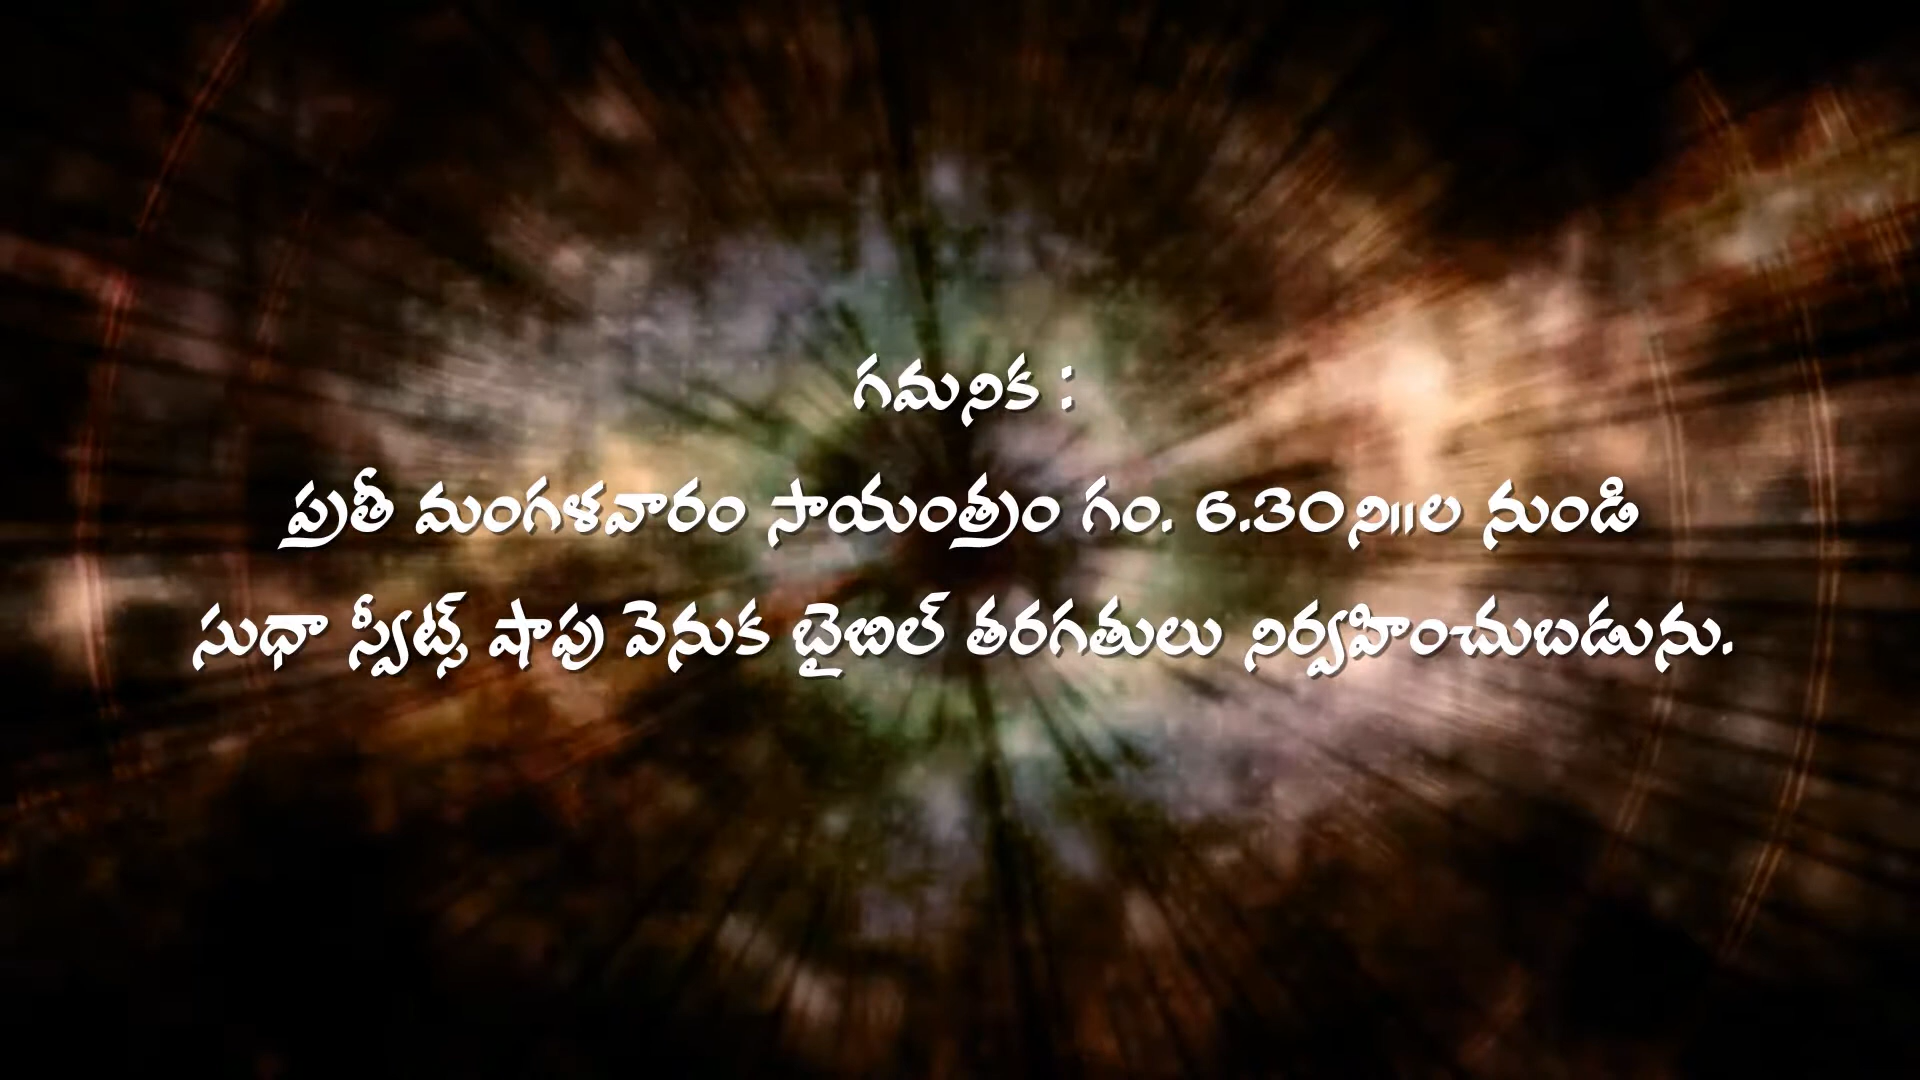 గమనిక :
ప్రతీ మంగళవారం సాయంత్రం గం. 6.30ని॥ల నుండి
సుధా స్వీట్స్ షాపు వెనుక బైబిల్ తరగతులు నిర్వహించుబడును.